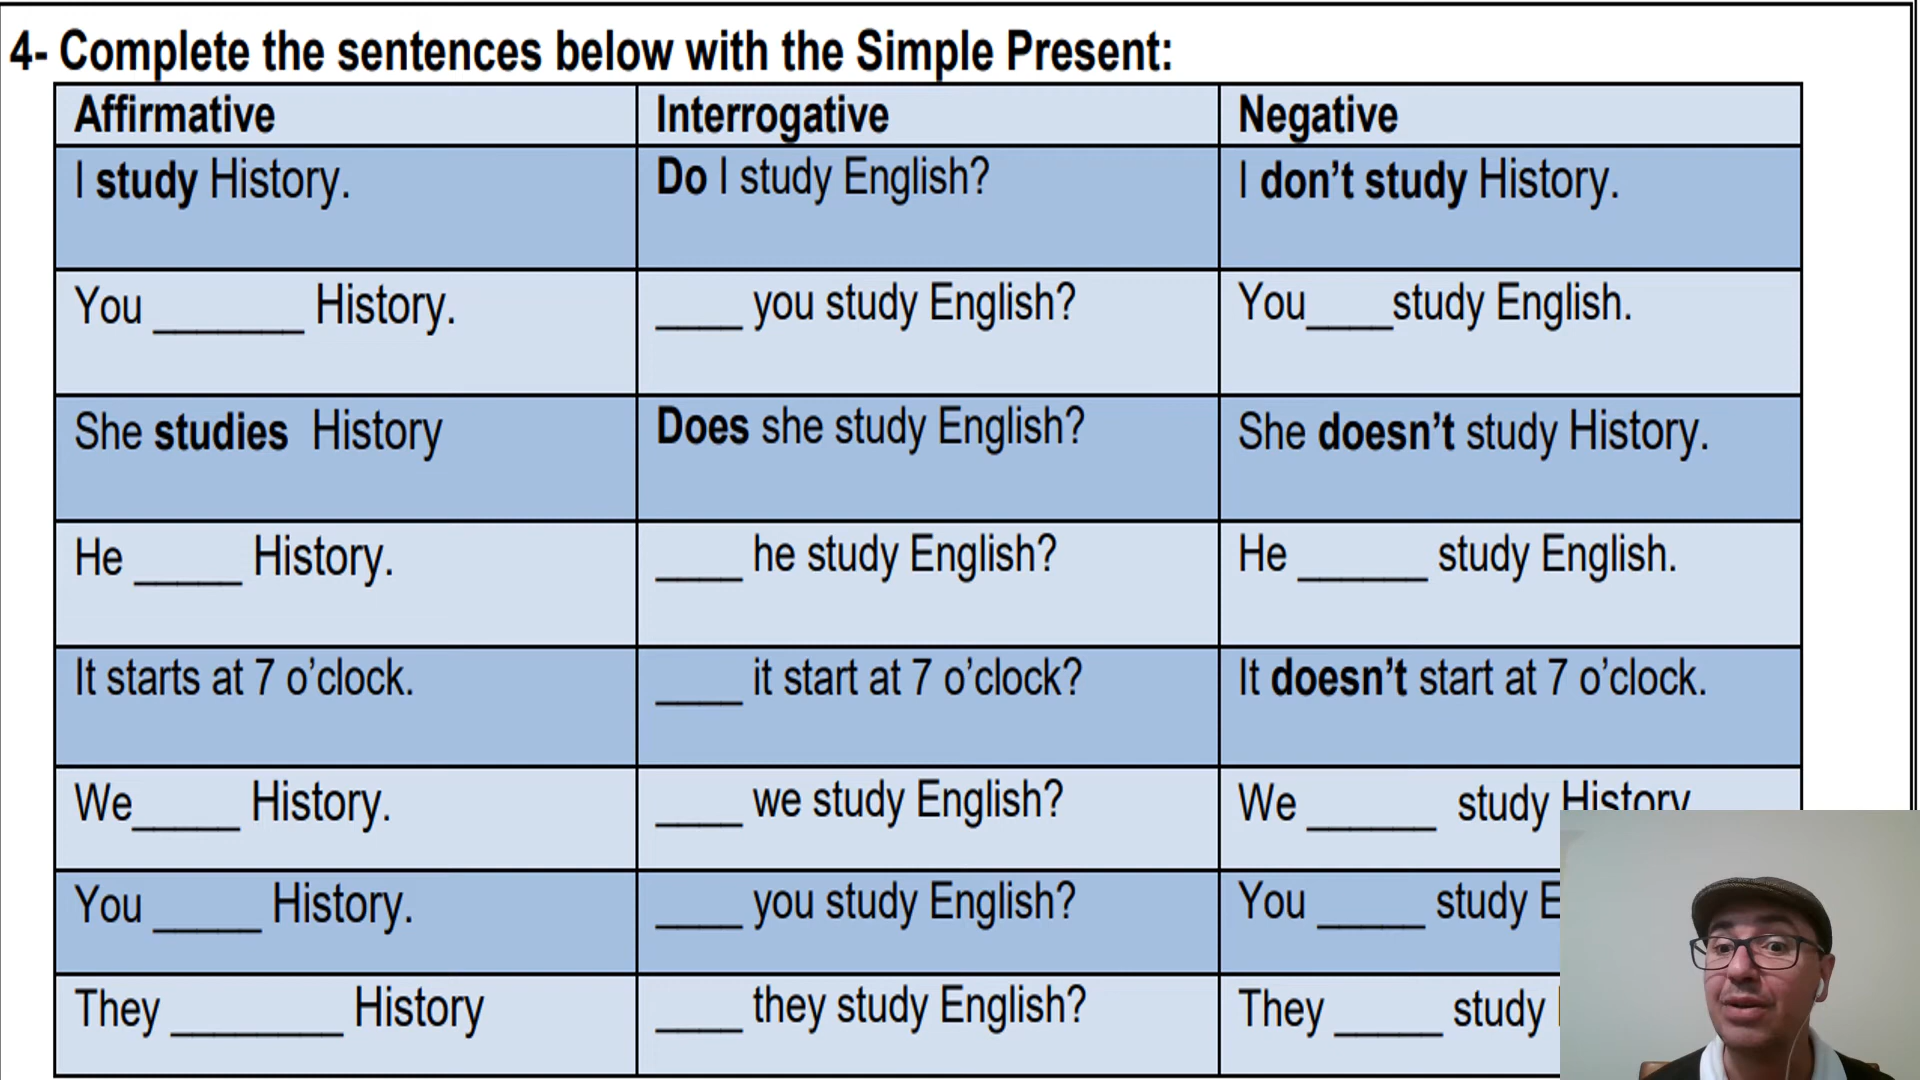 4- Complete the sentences below with the Simple Present:
Affirmative Interrogative Negative
I study History. Do I study English? I don’t study History.
You _______ History. ____ you study English? You____study English.
She studies  History Does she study English? She doesn’t study History.
He _____ History. ____ he study English? He ______ study English.
It starts at 7 o’clock. ____ it start at 7 o’clock? It doesn’t start at 7 o’clock.
We_____ History. ____ we study English? We ______ study History
You _____ History. ____ you study English? You _____ study
They ________ History ____ they study English? They _____ study